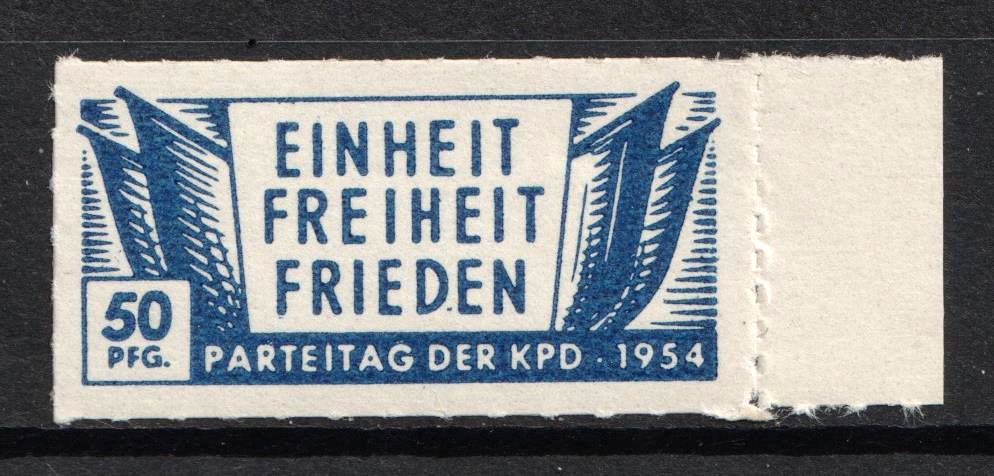 EINHEIT
FREIHEIT
FRIEDEN
50
PFG.
PARTEITAG DER KPD · 1954